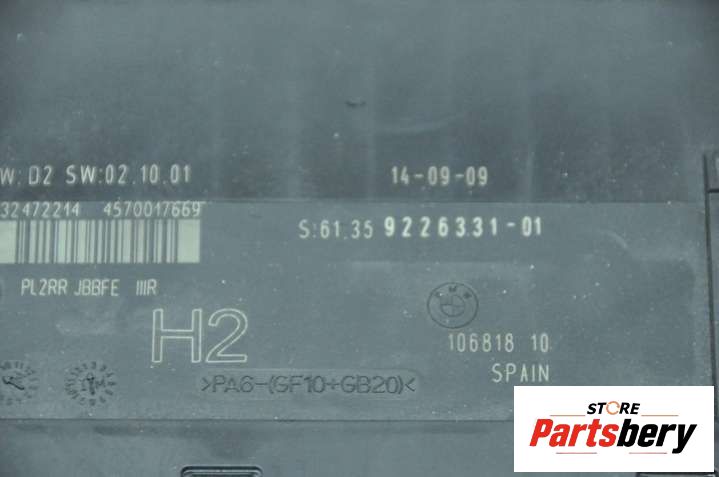 W:D2 SW:02.10.01
14-09-09
32472214 4570017669
S:61.35 9226331-01
PL2RR JBBFE IIIR
BMW
H2
106818 10
SPAIN
>PA6-(GF10+GB20)<
STORE
Partsbery